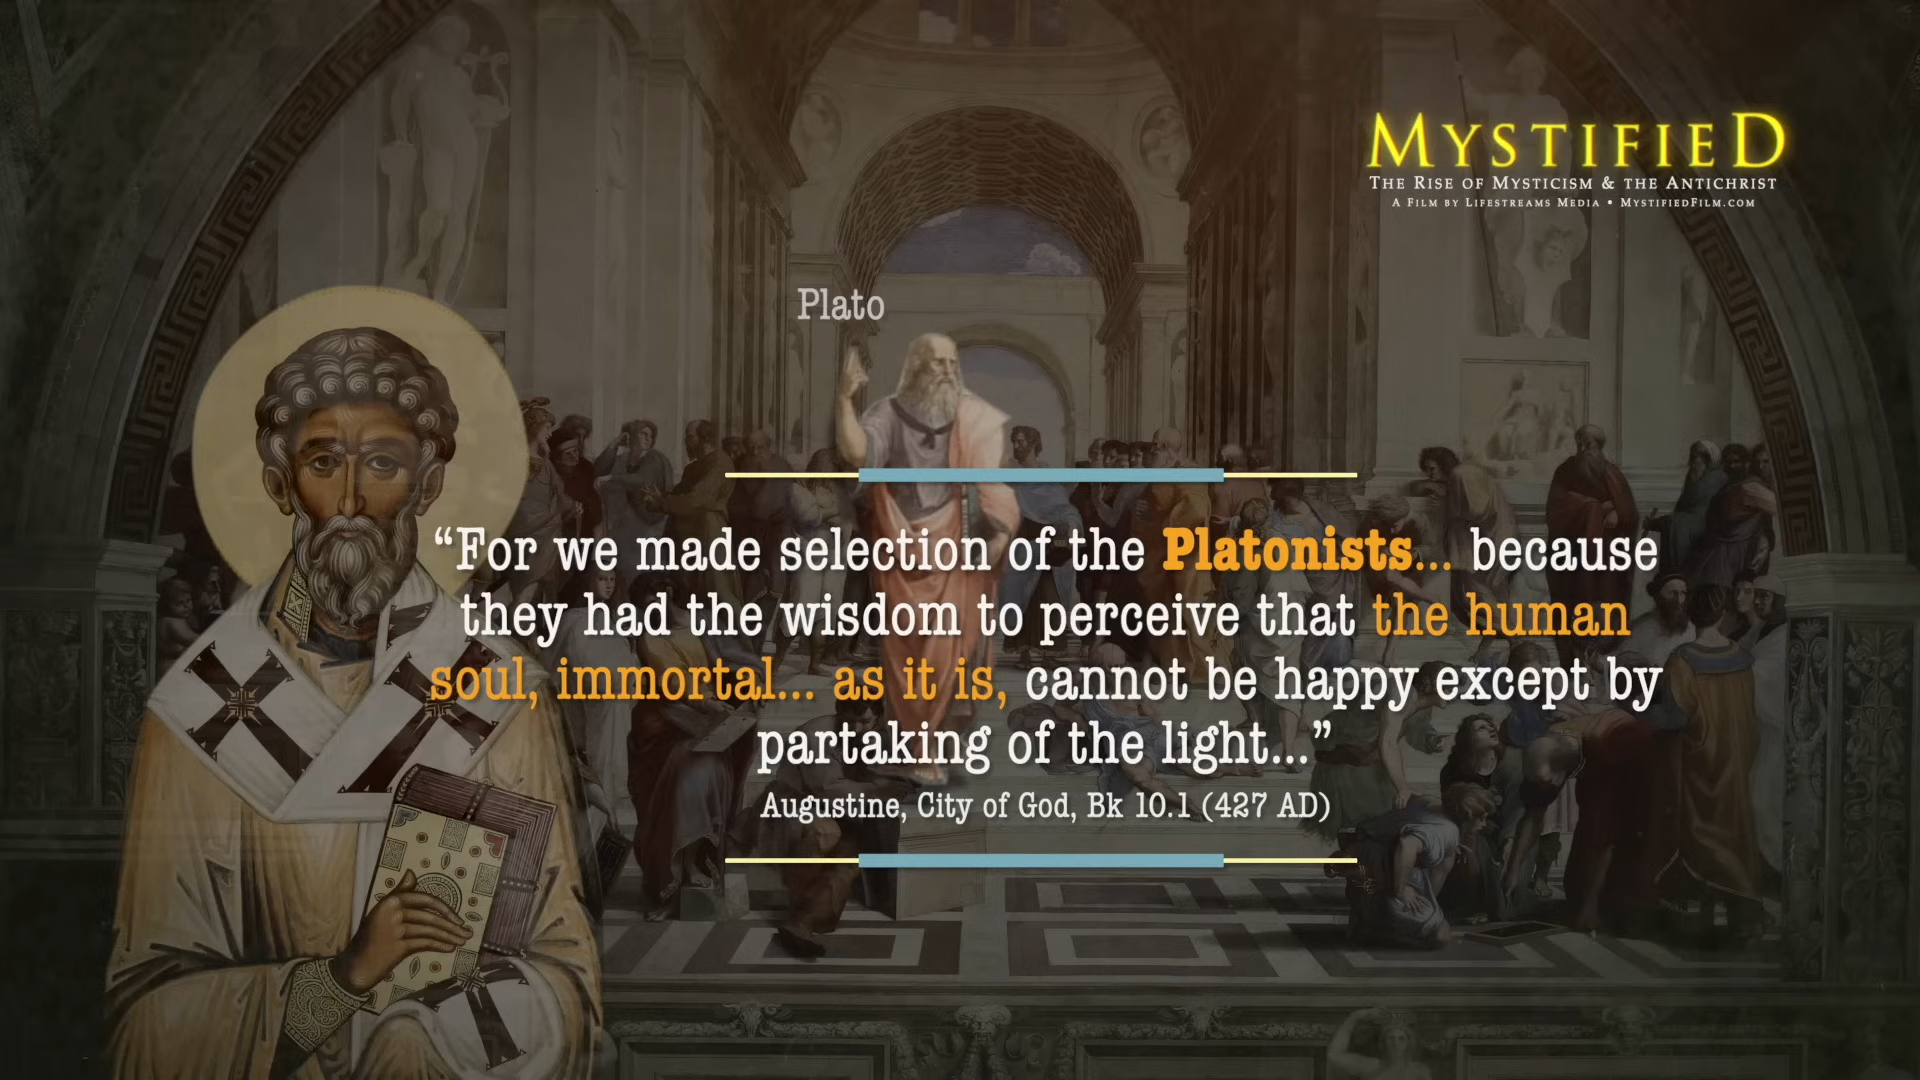 MYSTIFIED
THE RISE OF MYSTICISM & THE ANTICHRIST
A FILM BY LIFESTREAMS MEDIA • MYSTIFIEDFILM.COM
Plato
“For we made selection of the Platonists... because
they had the wisdom to perceive that the human
soul, immortal... as it is, cannot be happy except by
partaking of the light...”
Augustine, City of God, Bk 10.1 (427 AD)